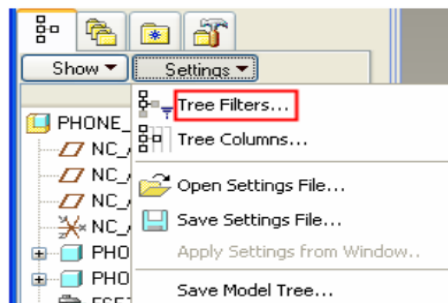 Show Settings
Tree Filters...
PHONE_
Tree Columns...
NC_
NC_
Open Settings File...
NC_
Save Settings File...
NC_
PHO
Apply Settings from Window..
PHO
Save Model Tree...